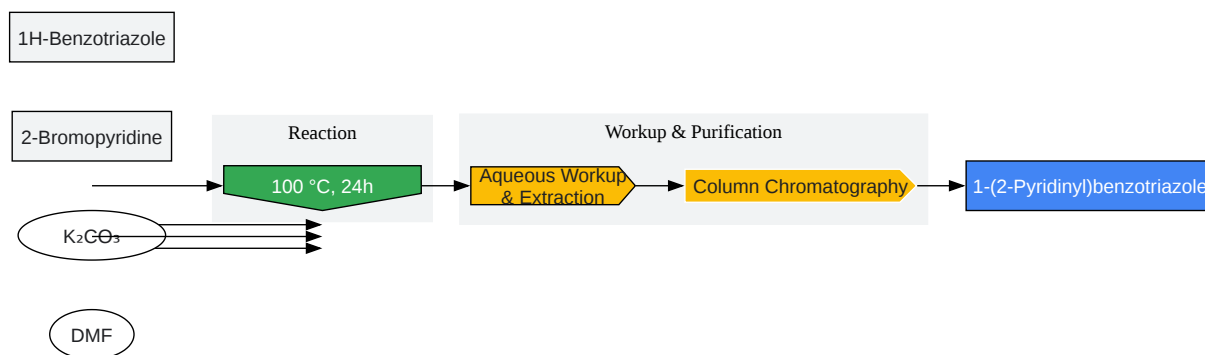 1H-Benzotriazole
2-Bromopyridine
Reaction
Workup & Purification
100 °C, 24h
Aqueous Workup
& Extraction
Column Chromatography
1-(2-Pyridinyl)benzotriazole
K₂CO₃
DMF